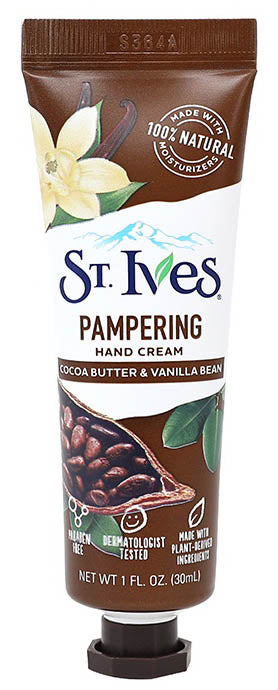 S364A
MADE WITH
100% NATURAL
MOISTURIZERS
ST. IVES®
PAMPERING
HAND CREAM
COCOA BUTTER & VANILLA BEAN
PARABEN
FREE
DERMATOLOGIST
TESTED
MADE WITH
PLANT-DERIVED
INGREDIENTS
NET WT 1 FL. OZ. (30mL)